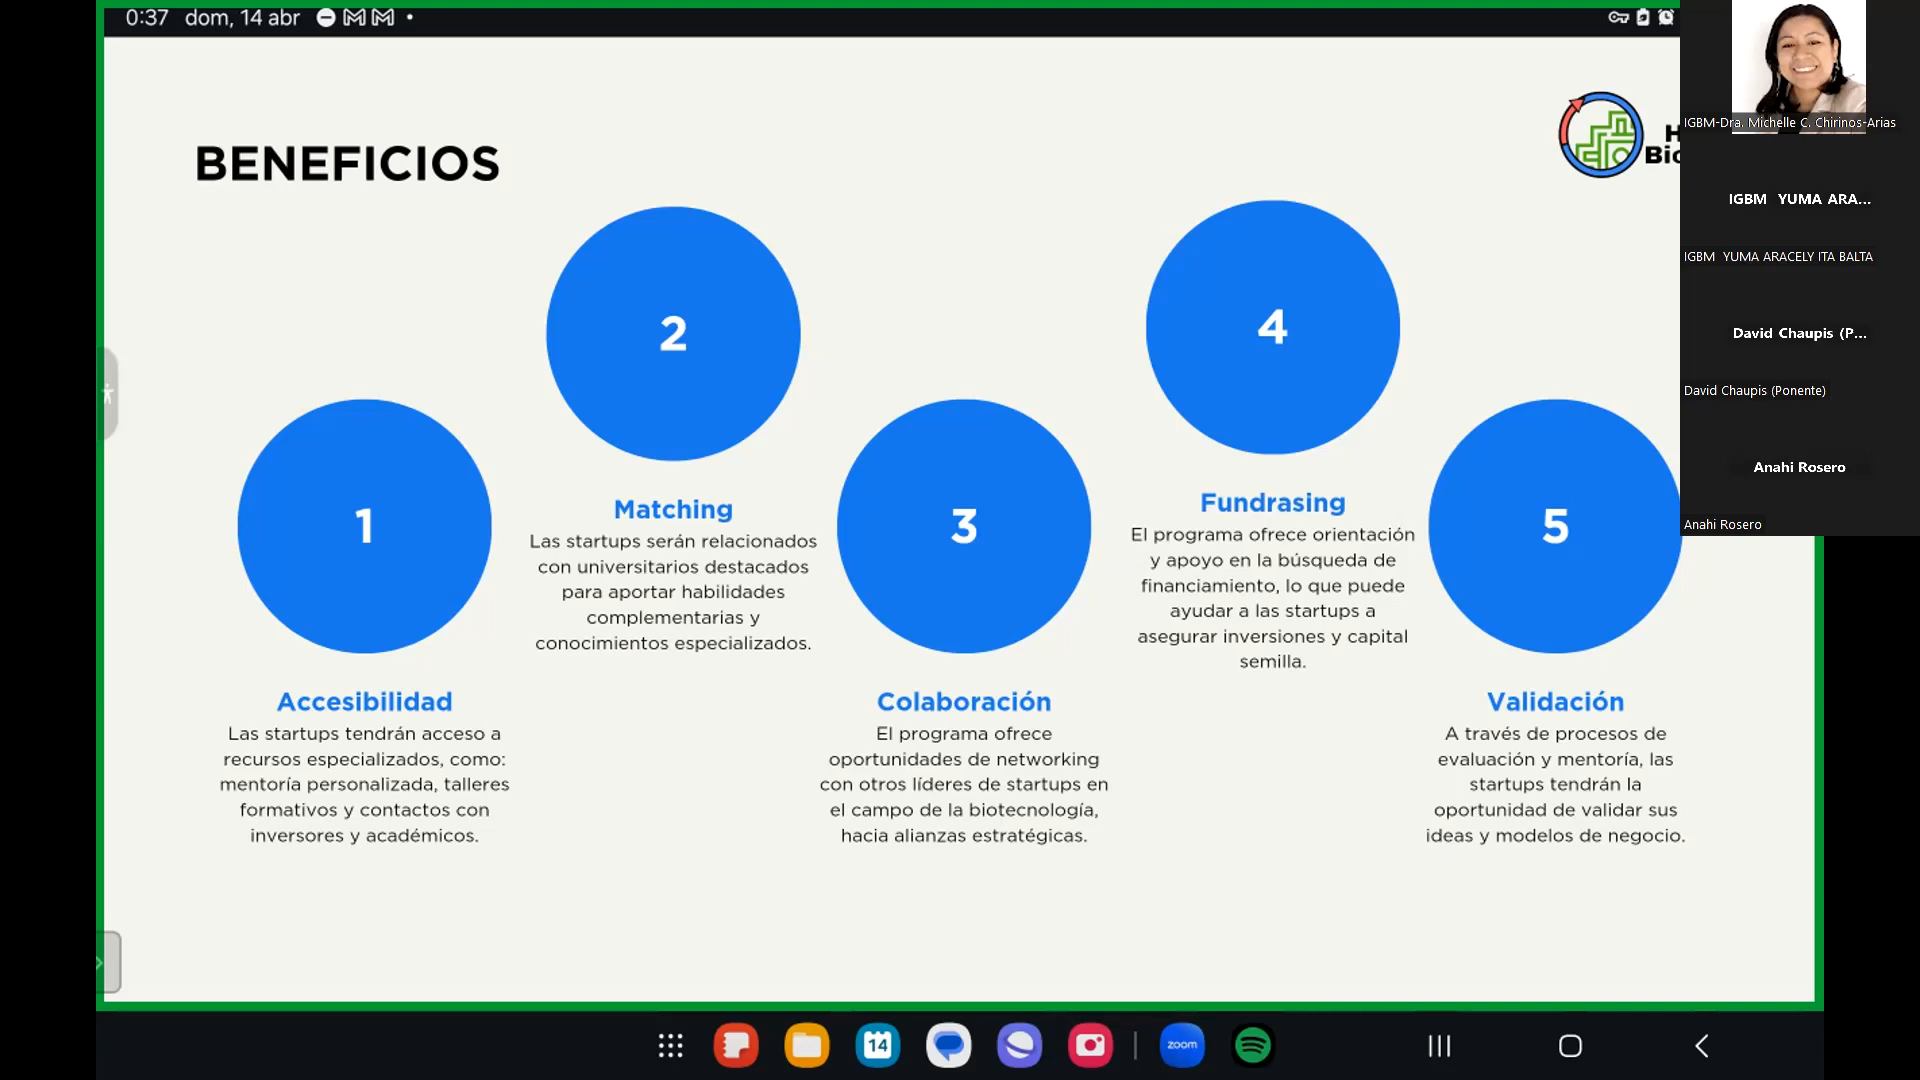 0:37 dom, 14 abr
BENEFICIOS
1
Accesibilidad
Las startups tendrán acceso a
recursos especializados, como:
mentoría personalizada, talleres
formativos y contactos con
inversores y académicos.
2
Matching
Las startups serán relacionados
con universitarios destacados
para aportar habilidades
complementarias y
conocimientos especializados.
3
Colaboración
El programa ofrece
oportunidades de networking
con otros líderes de startups en
el campo de la biotecnología,
hacia alianzas estratégicas.
4
Fundrasing
El programa ofrece orientación
y apoyo en la búsqueda de
financiamiento, lo que puede
ayudar a las startups a
asegurar inversiones y capital
semilla.
5
Validación
A través de procesos de
evaluación y mentoría, las
startups tendrán la
oportunidad de validar sus
ideas y modelos de negocio.
IGBM-Dra. Michelle C. Chirinos-Arias
IGBM YUMA ARA...
IGBM YUMA ARACELY ITA BALTA
David Chaupis (P...
David Chaupis (Ponente)
Anahi Rosero
Anahi Rosero
14
zoom